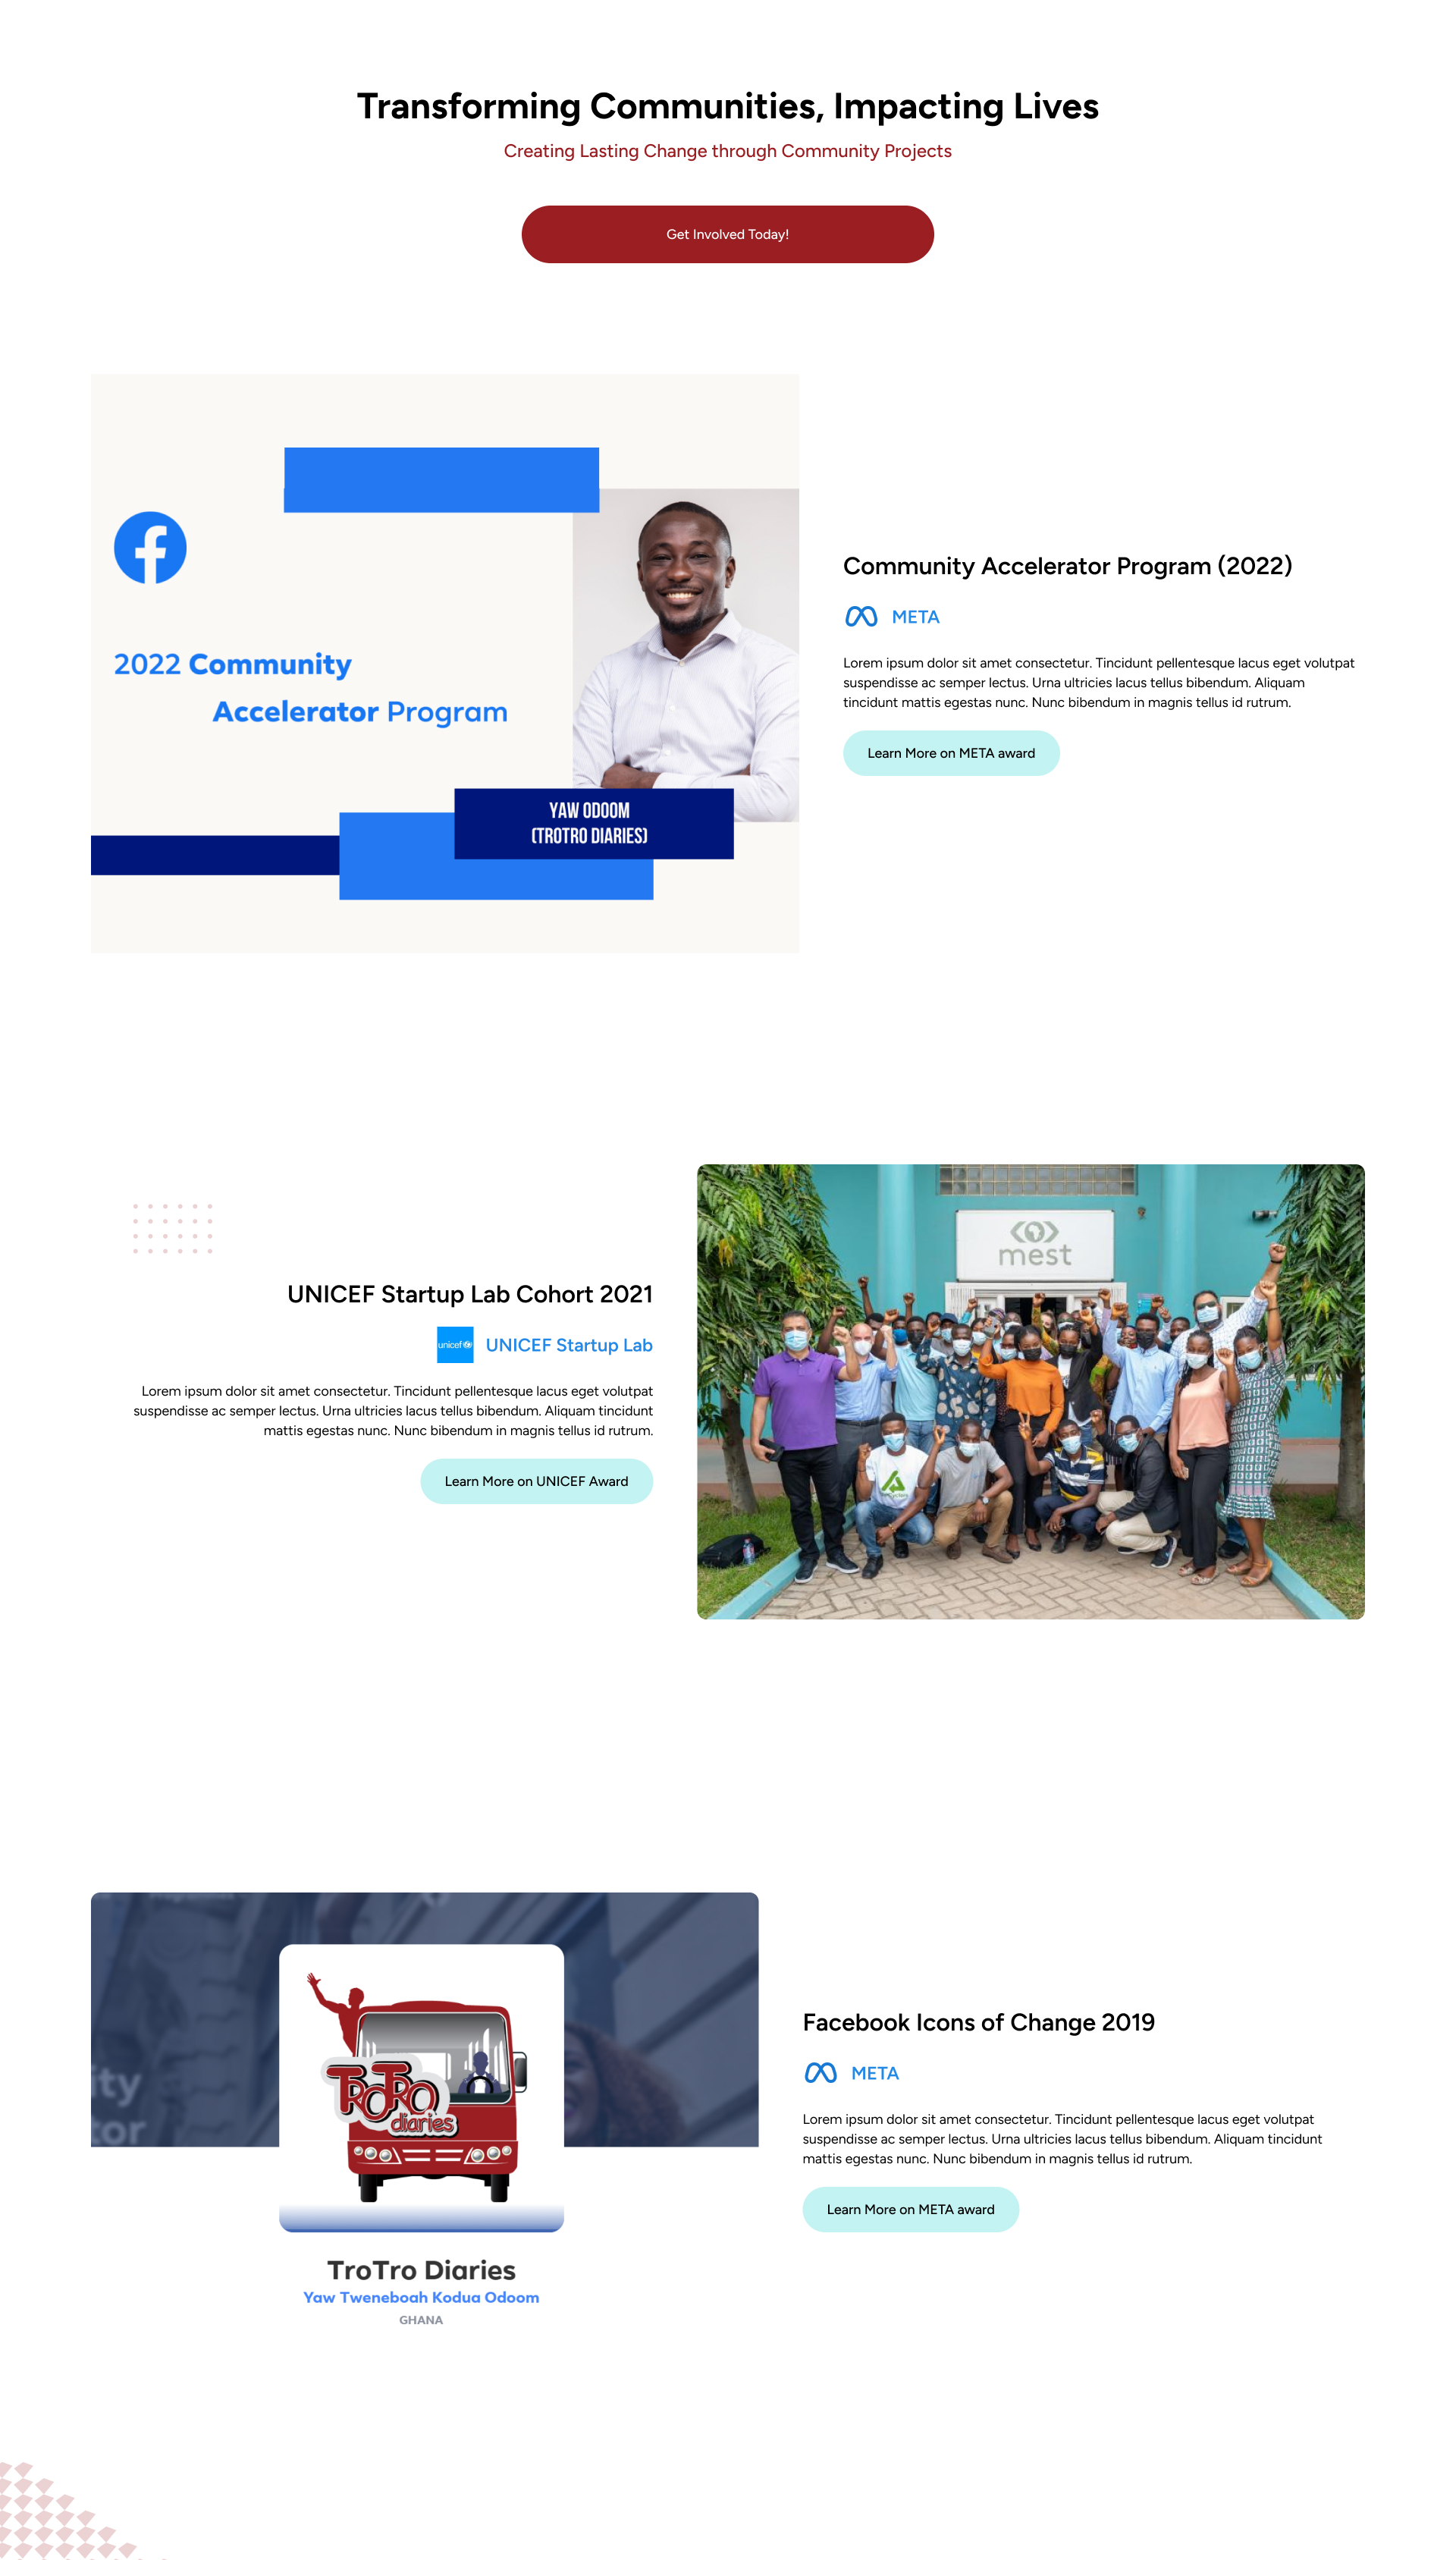 Transforming Communities, Impacting Lives
Creating Lasting Change through Community Projects
Get Involved Today!
2022 Community
Accelerator Program
YAW ODOOM
(TROTRO DIARIES)
Community Accelerator Program (2022)
META
Lorem ipsum dolor sit amet consectetur. Tincidunt pellentesque lacus eget volutpat
suspendisse ac semper lectus. Urna ultricies lacus tellus bibendum. Aliquam
tincidunt mattis egestas nunc. Nunc bibendum in magnis tellus id rutrum.
Learn More on META award
UNICEF Startup Lab Cohort 2021
unicef
UNICEF Startup Lab
Lorem ipsum dolor sit amet consectetur. Tincidunt pellentesque lacus eget volutpat
suspendisse ac semper lectus. Urna ultricies lacus tellus bibendum. Aliquam tincidunt
mattis egestas nunc. Nunc bibendum in magnis tellus id rutrum.
Learn More on UNICEF Award
mest
ity
tor
TROTRO
diaries
TroTro Diaries
Yaw Tweneboah Kodua Odoom
GHANA
Facebook Icons of Change 2019
META
Lorem ipsum dolor sit amet consectetur. Tincidunt pellentesque lacus eget volutpat
suspendisse ac semper lectus. Urna ultricies lacus tellus bibendum. Aliquam tincidunt
mattis egestas nunc. Nunc bibendum in magnis tellus id rutrum.
Learn More on META award